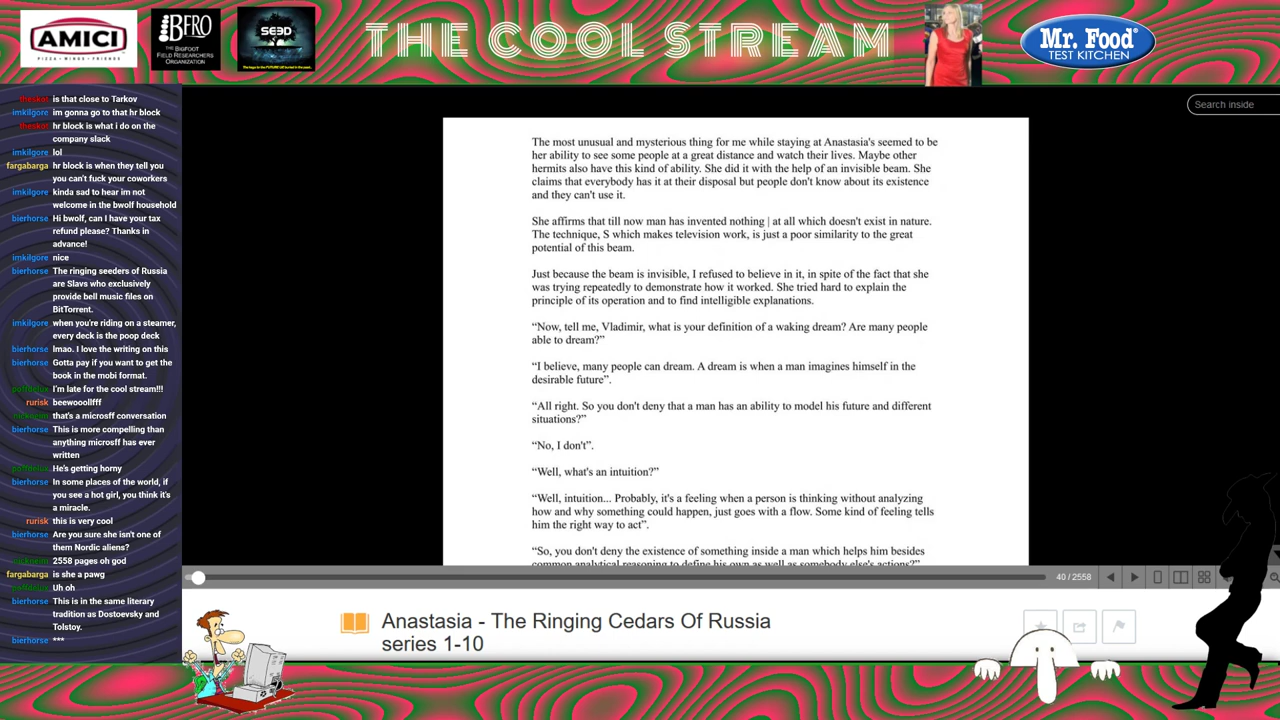 AMICI
PIZZA • WINGS • FRIENDS
BFRO
THE BIGFOOT
FIELD RESEARCHERS
ORGANIZATION
SEED
THE COOL STREAM
Mr. Food
TEST KITCHEN
theskot is that close to Tarkov
imkilgore im gonna go to that hr block
theskot hr block is what i do on the
company slack
imkilgore lol
fargabarga hr block is when they tell you
you can't fuck your coworkers
imkilgore kinda sad to hear im not
welcome in the bwolf household
bierhorse Hi bwolf, can I have your tax
refund please? Thanks in
advance!
imkilgore nice
bierhorse The ringing seeders of Russia
are Slavs who exclusively
provide bell music files on
BitTorrent.
imkilgore when you're riding on a steamer,
every deck is the poop deck
bierhorse lmao. I love the writing on this
bierhorse Gotta pay if you want to get the
book in the mobi format.
I'm late for the cool stream!!!
rurisk beewooollfff
that's a microsff conversation
bierhorse This is more compelling than
anything microsff has ever
written
He's getting horny
bierhorse In some places of the world, if
you see a hot girl, you think it's
a miracle.
rurisk this is very cool
bierhorse Are you sure she isn't one of
them Nordic aliens?
2558 pages oh god
fargabarga is she a pawg
Uh oh
bierhorse This is in the same literary
tradition as Dostoevsky and
Tolstoy.
bierhorse ***
Search inside
The most unusual and mysterious thing for me while staying at Anastasia's seemed to be
her ability to see some people at a great distance and watch their lives. Maybe other
hermits also have this kind of ability. She did it with the help of an invisible beam. She
claims that everybody has it at their disposal but people don't know about its existence
and they can't use it.
She affirms that till now man has invented nothing | at all which doesn't exist in nature.
The technique, S which makes television work, is just a poor similarity to the great
potential of this beam.
Just because the beam is invisible, I refused to believe in it, in spite of the fact that she
was trying repeatedly to demonstrate how it worked. She tried hard to explain the
principle of its operation and to find intelligible explanations.
“Now, tell me, Vladimir, what is your definition of a waking dream? Are many people
able to dream?”
“I believe, many people can dream. A dream is when a man imagines himself in the
desirable future”.
“All right. So you don't deny that a man has an ability to model his future and different
situations?”
“No, I don't”.
“Well, what's an intuition?”
“Well, intuition... Probably, it's a feeling when a person is thinking without analyzing
how and why something could happen, just goes with a flow. Some kind of feeling tells
him the right way to act”.
“So, you don't deny the existence of something inside a man which helps him besides
common analytical reasoning to define his own as well as somebody else's actions?”
40 / 2558
Anastasia - The Ringing Cedars Of Russia
series 1-10